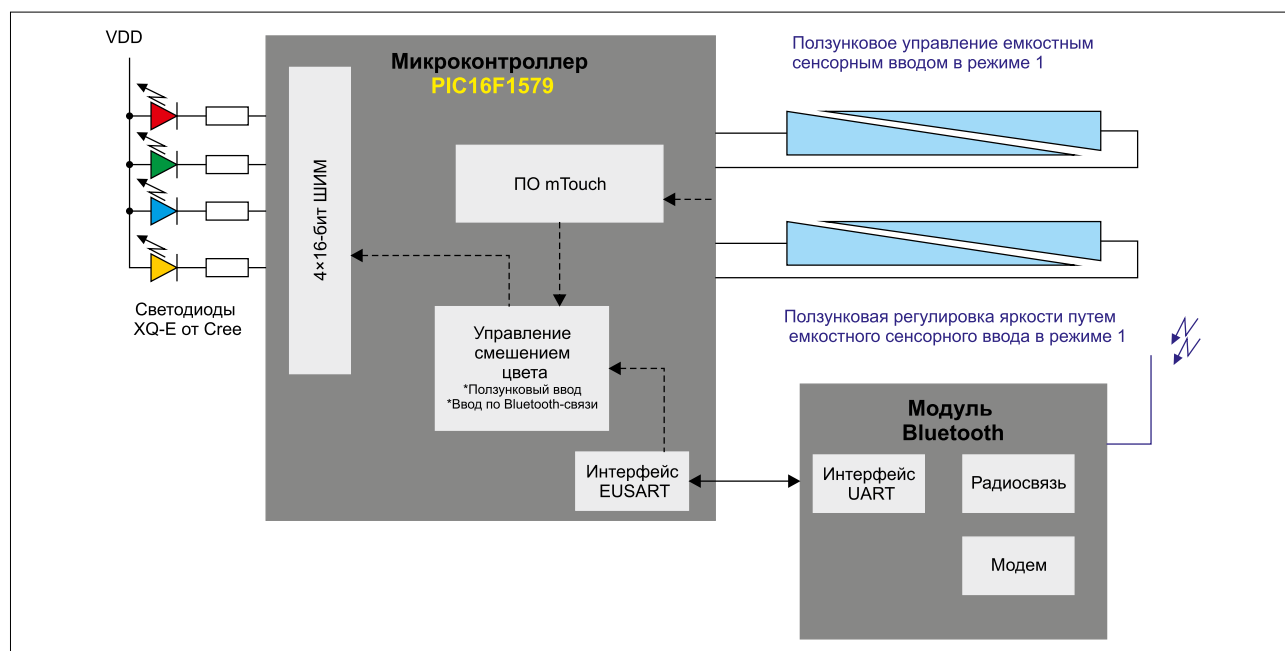 VDD
Микроконтроллер
PIC16F1579
Ползунковое управление емкостным
сенсорным вводом в режиме 1
4×16-бит ШИМ
ПО mTouch
Светодиоды
XQ-E от Cree
Управление
смешением
цвета
*Ползунковый ввод
*Ввод по Bluetooth-связи
Ползунковая регулировка яркости путем
емкостного сенсорного ввода в режиме 1
Интерфейс
EUSART
Модуль
Bluetooth
Интерфейс
UART
Радиосвязь
Модем